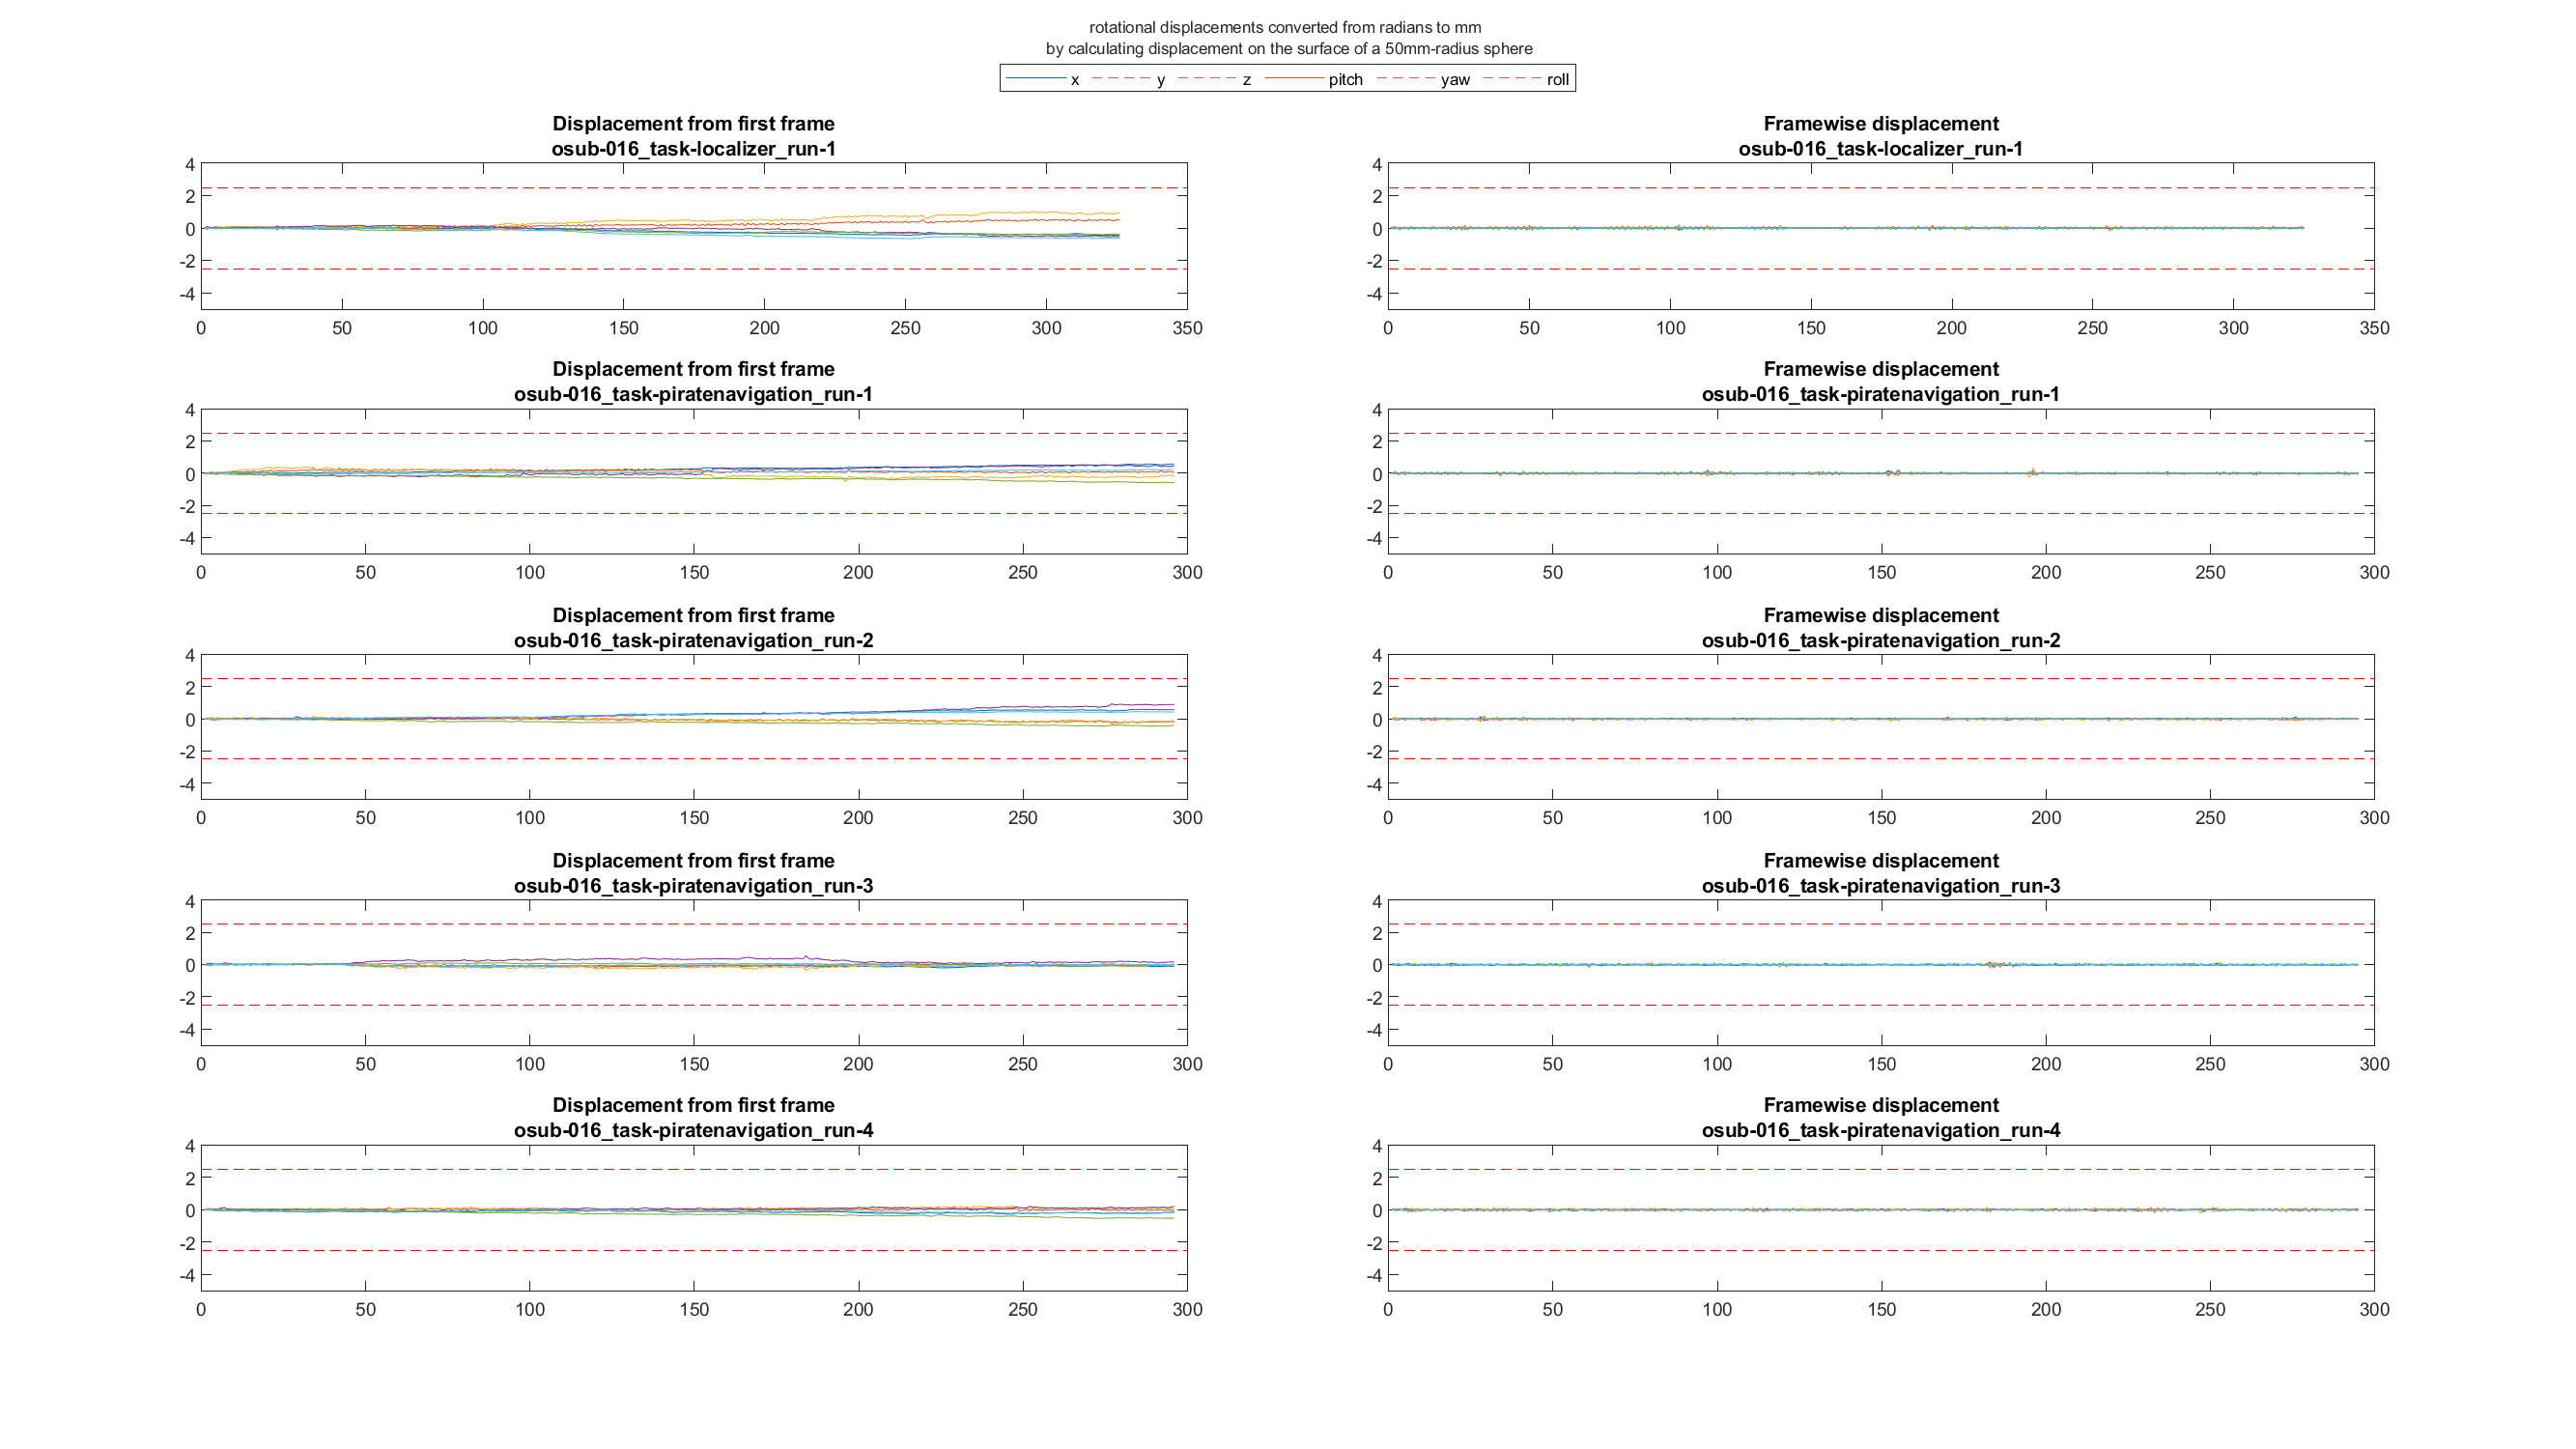 rotational displacements converted from radians to mm
by calculating displacement on the surface of a 50mm-radius sphere
x y z pitch yaw roll
Displacement from first frame
osub-016_task-localizer_run-1
4
2
0
-2
-4
0 50 100 150 200 250 300 350
Framewise displacement
osub-016_task-localizer_run-1
4
2
0
-2
-4
0 50 100 150 200 250 300 350
Displacement from first frame
osub-016_task-piratenavigation_run-1
4
2
0
-2
-4
0 50 100 150 200 250 300
Framewise displacement
osub-016_task-piratenavigation_run-1
4
2
0
-2
-4
0 50 100 150 200 250 300
Displacement from first frame
osub-016_task-piratenavigation_run-2
4
2
0
-2
-4
0 50 100 150 200 250 300
Framewise displacement
osub-016_task-piratenavigation_run-2
4
2
0
-2
-4
0 50 100 150 200 250 300
Displacement from first frame
osub-016_task-piratenavigation_run-3
4
2
0
-2
-4
0 50 100 150 200 250 300
Framewise displacement
osub-016_task-piratenavigation_run-3
4
2
0
-2
-4
0 50 100 150 200 250 300
Displacement from first frame
osub-016_task-piratenavigation_run-4
4
2
0
-2
-4
0 50 100 150 200 250 300
Framewise displacement
osub-016_task-piratenavigation_run-4
4
2
0
-2
-4
0 50 100 150 200 250 300